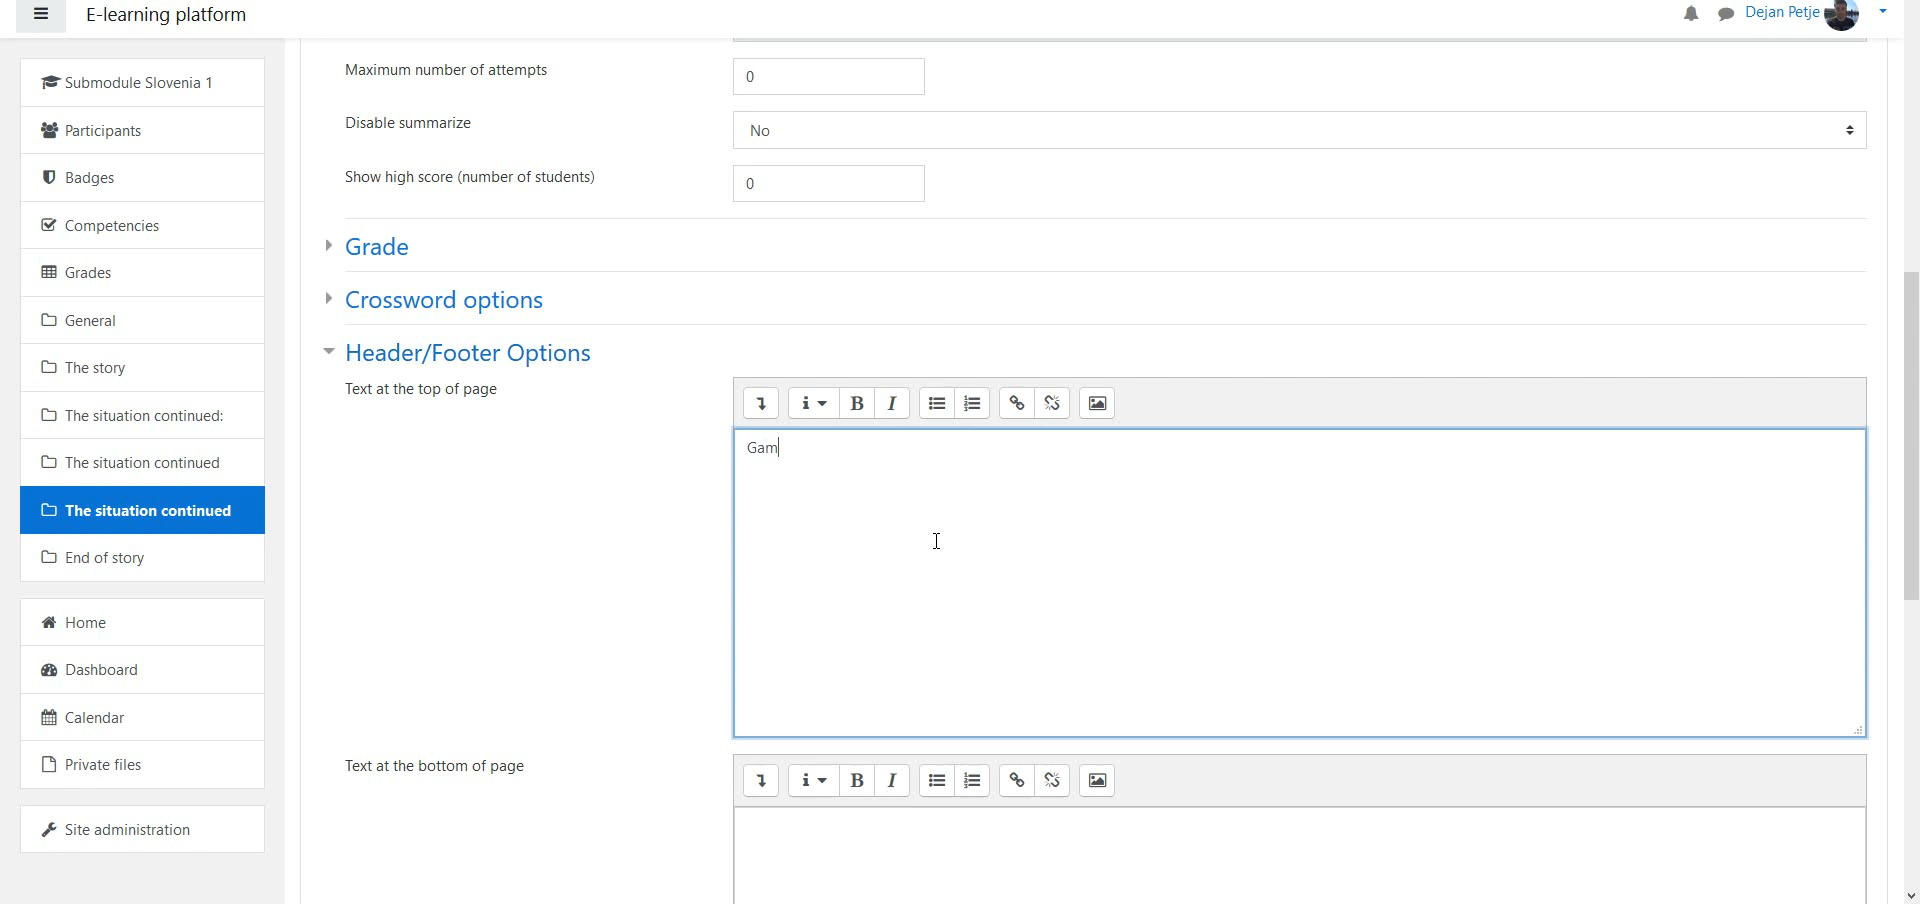 E-learning platform
Dejan Petje
Submodule Slovenia 1
Participants
Badges
Competencies
Grades
General
The story
The situation continued:
The situation continued
The situation continued
End of story
Home
Dashboard
Calendar
Private files
Site administration
Maximum number of attempts
0
Disable summarize
No
Show high score (number of students)
0
Grade
Crossword options
Header/Footer Options
Text at the top of page
i B I
Gam
Text at the bottom of page
i B I